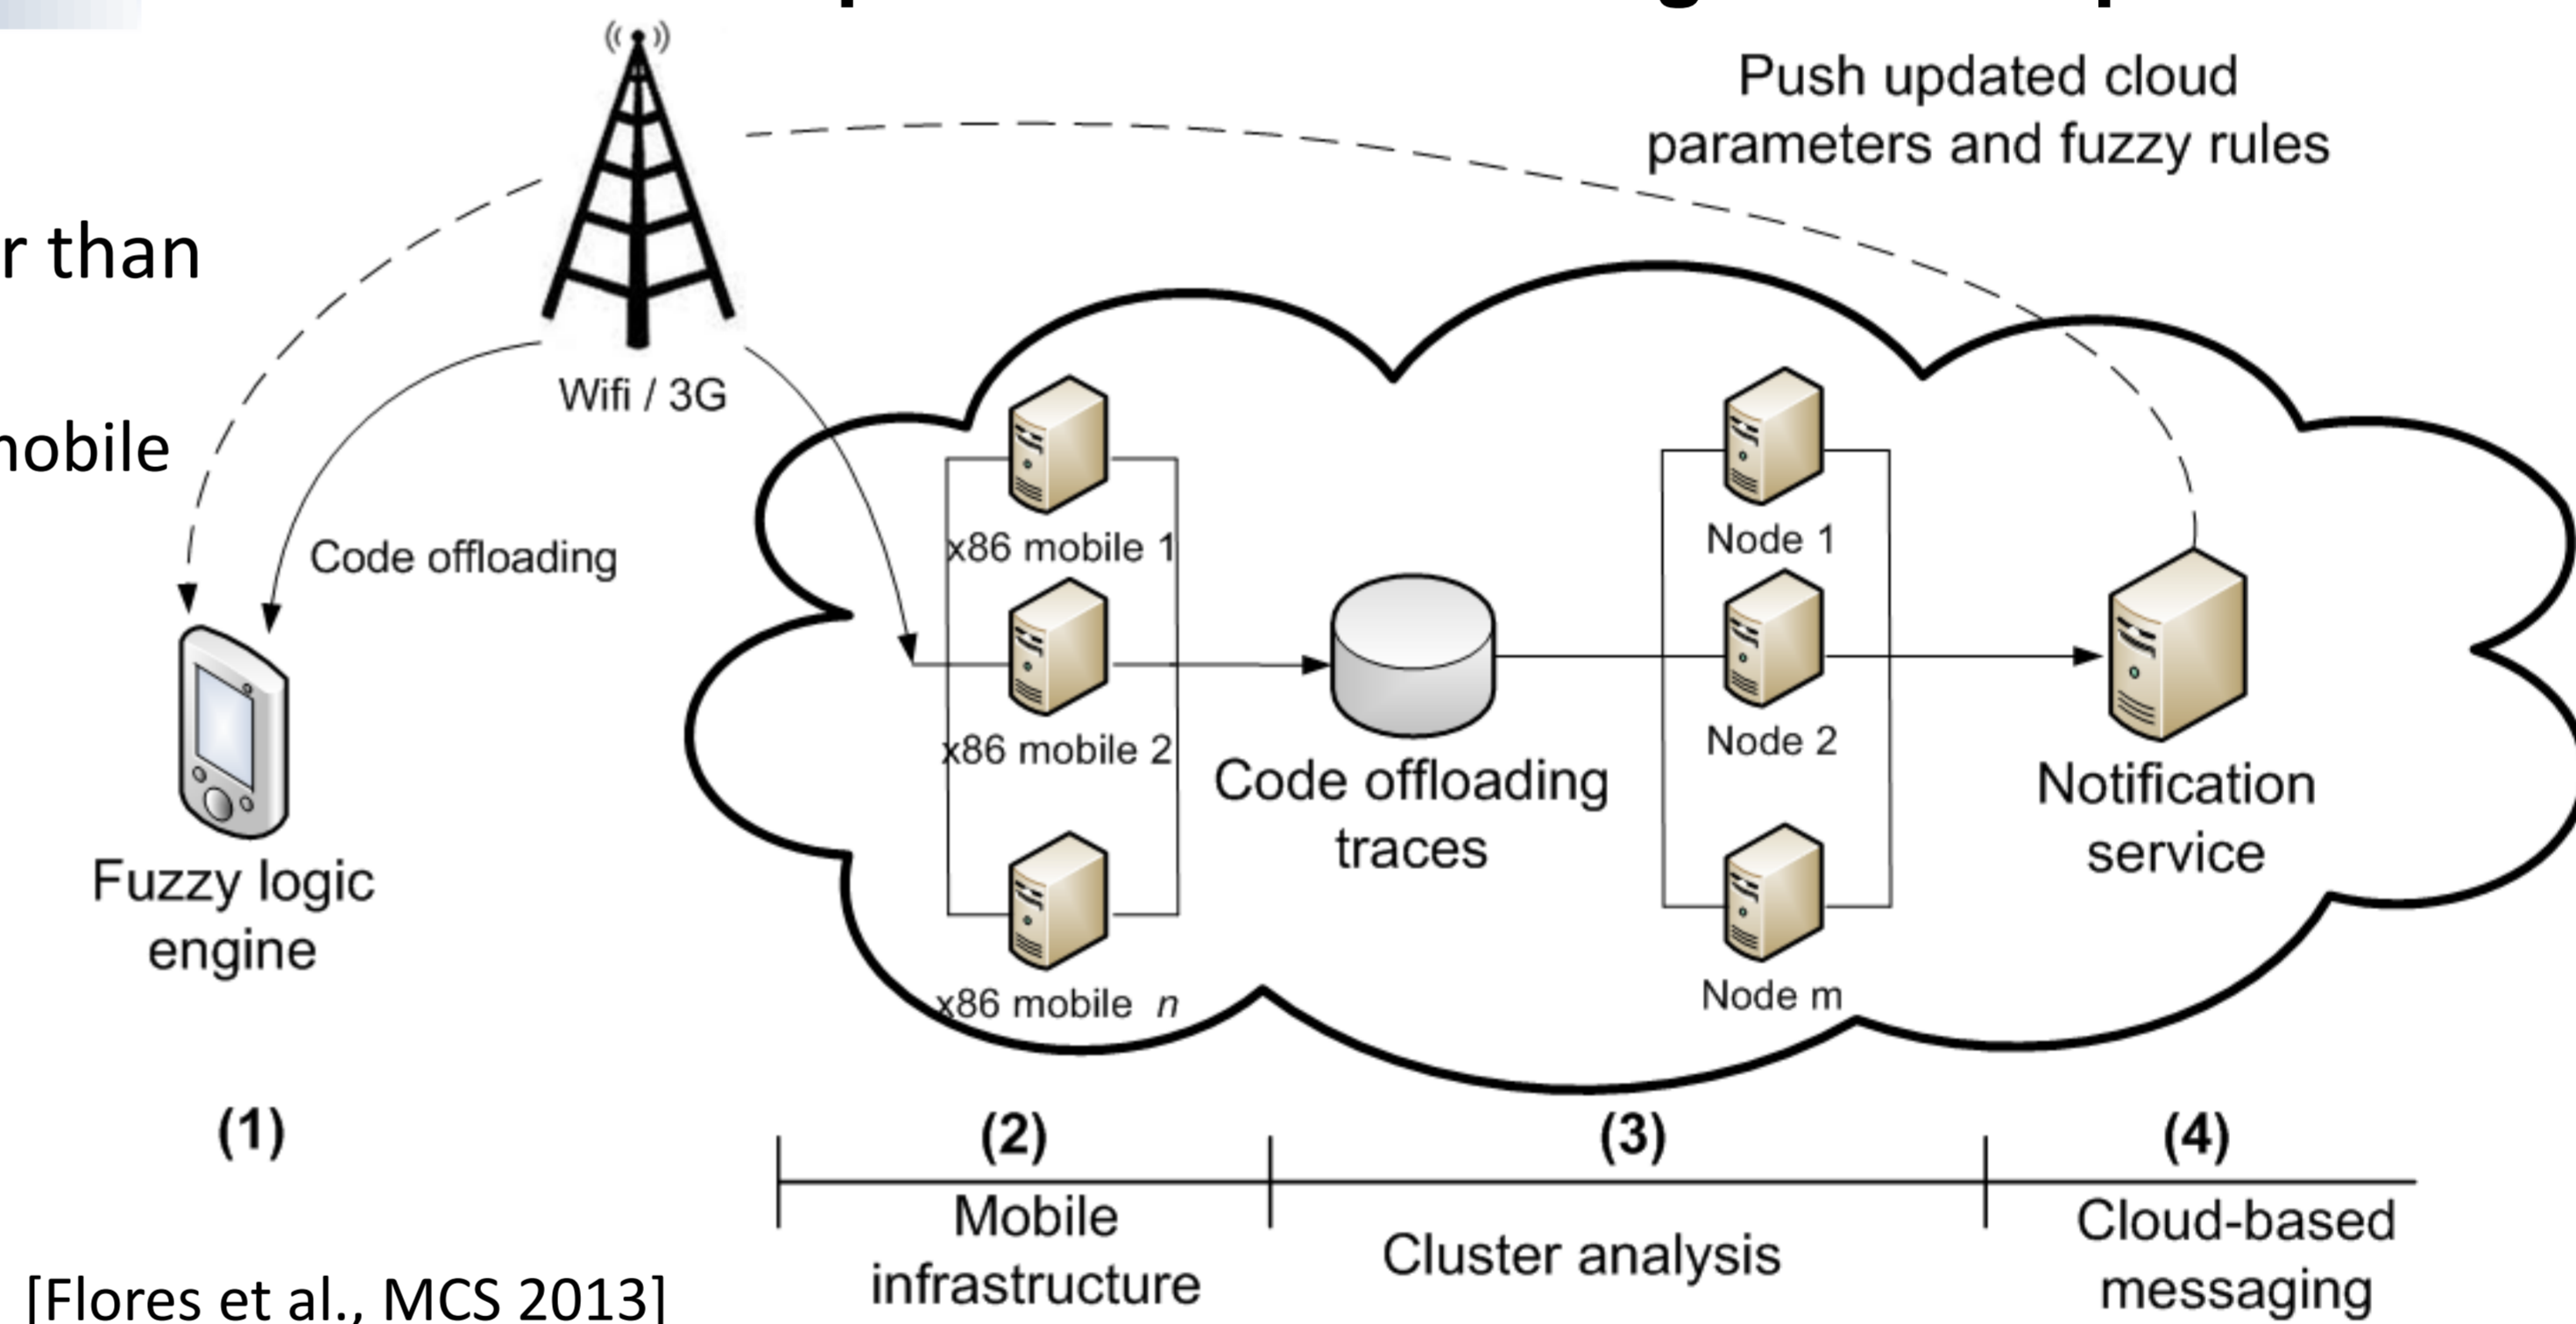 Push updated cloud
parameters and fuzzy rules
r than
mobile
Wifi / 3G
Code offloading
x86 mobile 1
x86 mobile 2
x86 mobile n
Code offloading
traces
Node 1
Node 2
Node m
Notification
service
Fuzzy logic
engine
(1)
(2)
(3)
(4)
Mobile
infrastructure
Cluster analysis
Cloud-based
messaging
[Flores et al., MCS 2013]